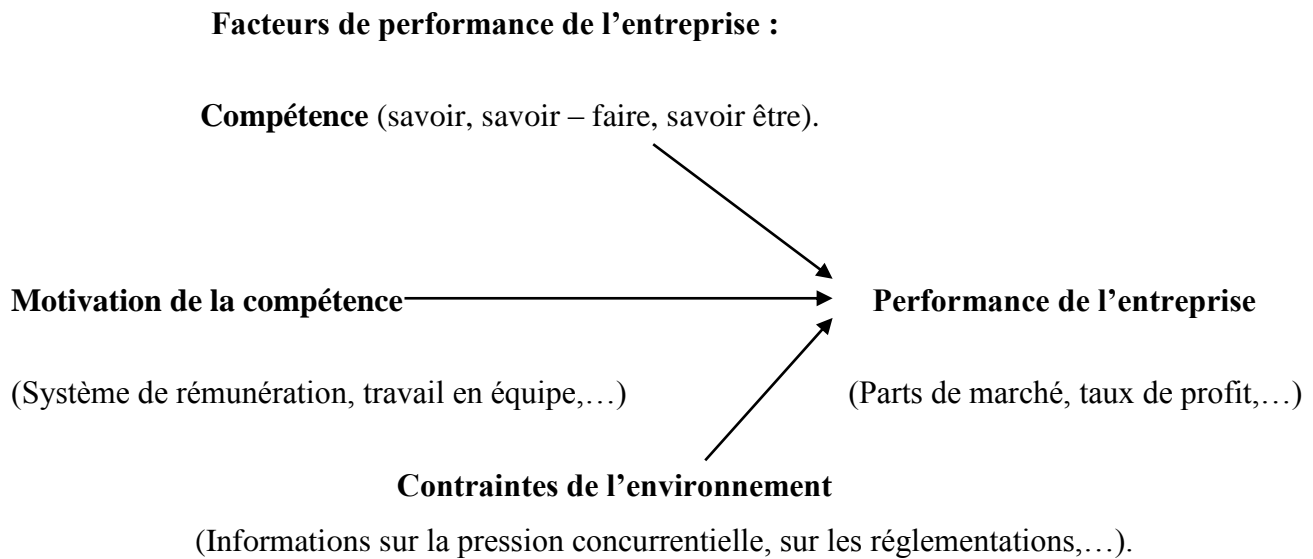 Facteurs de performance de l’entreprise :
Compétence (savoir, savoir – faire, savoir être).
Motivation de la compétence
Performance de l’entreprise
(Système de rémunération, travail en équipe,…)
(Parts de marché, taux de profit,…)
Contraintes de l’environnement
(Informations sur la pression concurrentielle, sur les réglementations,…).